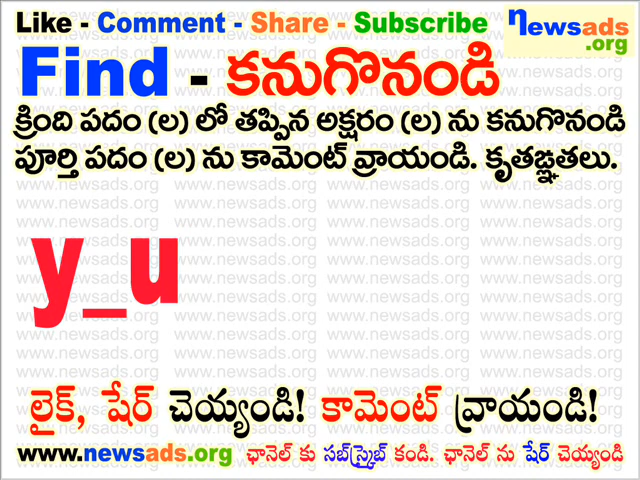 Like - Comment - Share - Subscribe
newsads
.org
Find - కనుగొనండి
క్రింది పదం (ల) లో తప్పిన అక్షరం (ల) ను కనుగొనండి
పూర్తి పదం (ల) ను కామెంట్ వ్రాయండి. కృతఙ్ఞతలు.
y_u
లైక్, షేర్ చెయ్యండి! కామెంట్ వ్రాయండి!
www.newsads.org ఛానెల్ కు సబ్‌స్క్రైబ్ కండి. ఛానెల్ ను షేర్ చెయ్యండి